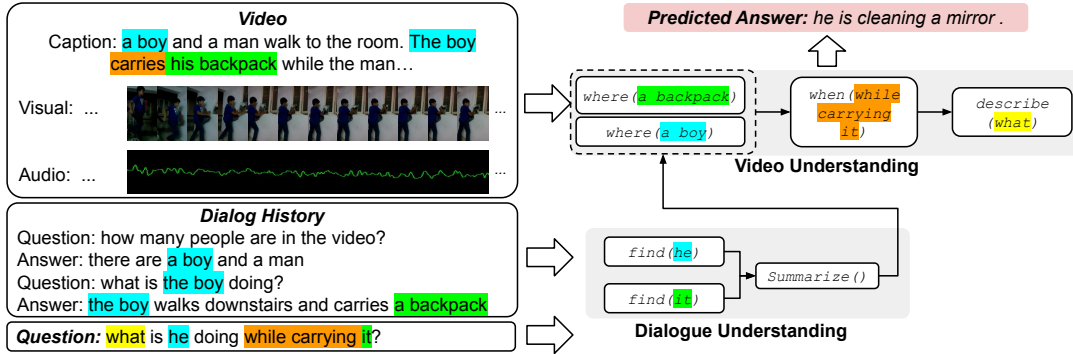 Video
Caption: a boy and a man walk to the room. The boy
carries his backpack while the man…
Visual: ...
...
Audio: ...
...
Dialog History
Question: how many people are in the video?
Answer: there are a boy and a man
Question: what is the boy doing?
Answer: the boy walks downstairs and carries a backpack
Question: what is he doing while carrying it?
Predicted Answer: he is cleaning a mirror .
where(a backpack)
where(a boy)
when(while
carrying
it)
describe
(what)
Video Understanding
find(he)
find(it)
Summarize()
Dialogue Understanding